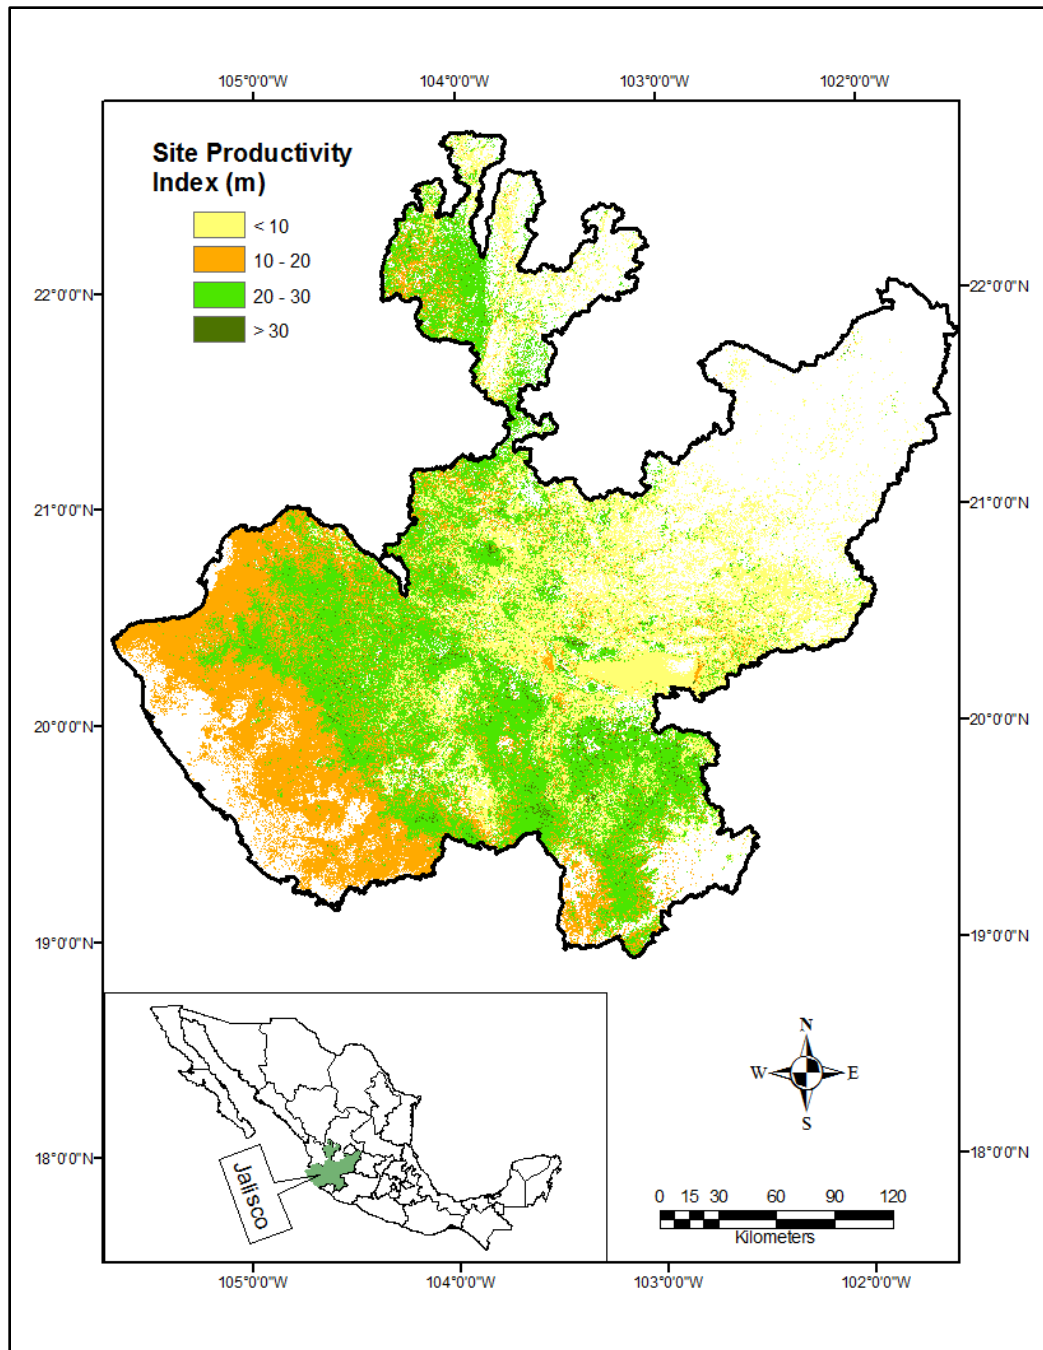 105°0'0"W 104°0'0"W 103°0'0"W 102°0'0"W
Site Productivity
Index (m)
< 10
10 - 20
20 - 30
> 30
22°0'0"N 22°0'0"N
21°0'0"N 21°0'0"N
20°0'0"N 20°0'0"N
19°0'0"N 19°0'0"N
N
W E
S
18°0'0"N 18°0'0"N
Jalisco
0 15 30 60 90 120
Kilometers
105°0'0"W 104°0'0"W 103°0'0"W 102°0'0"W